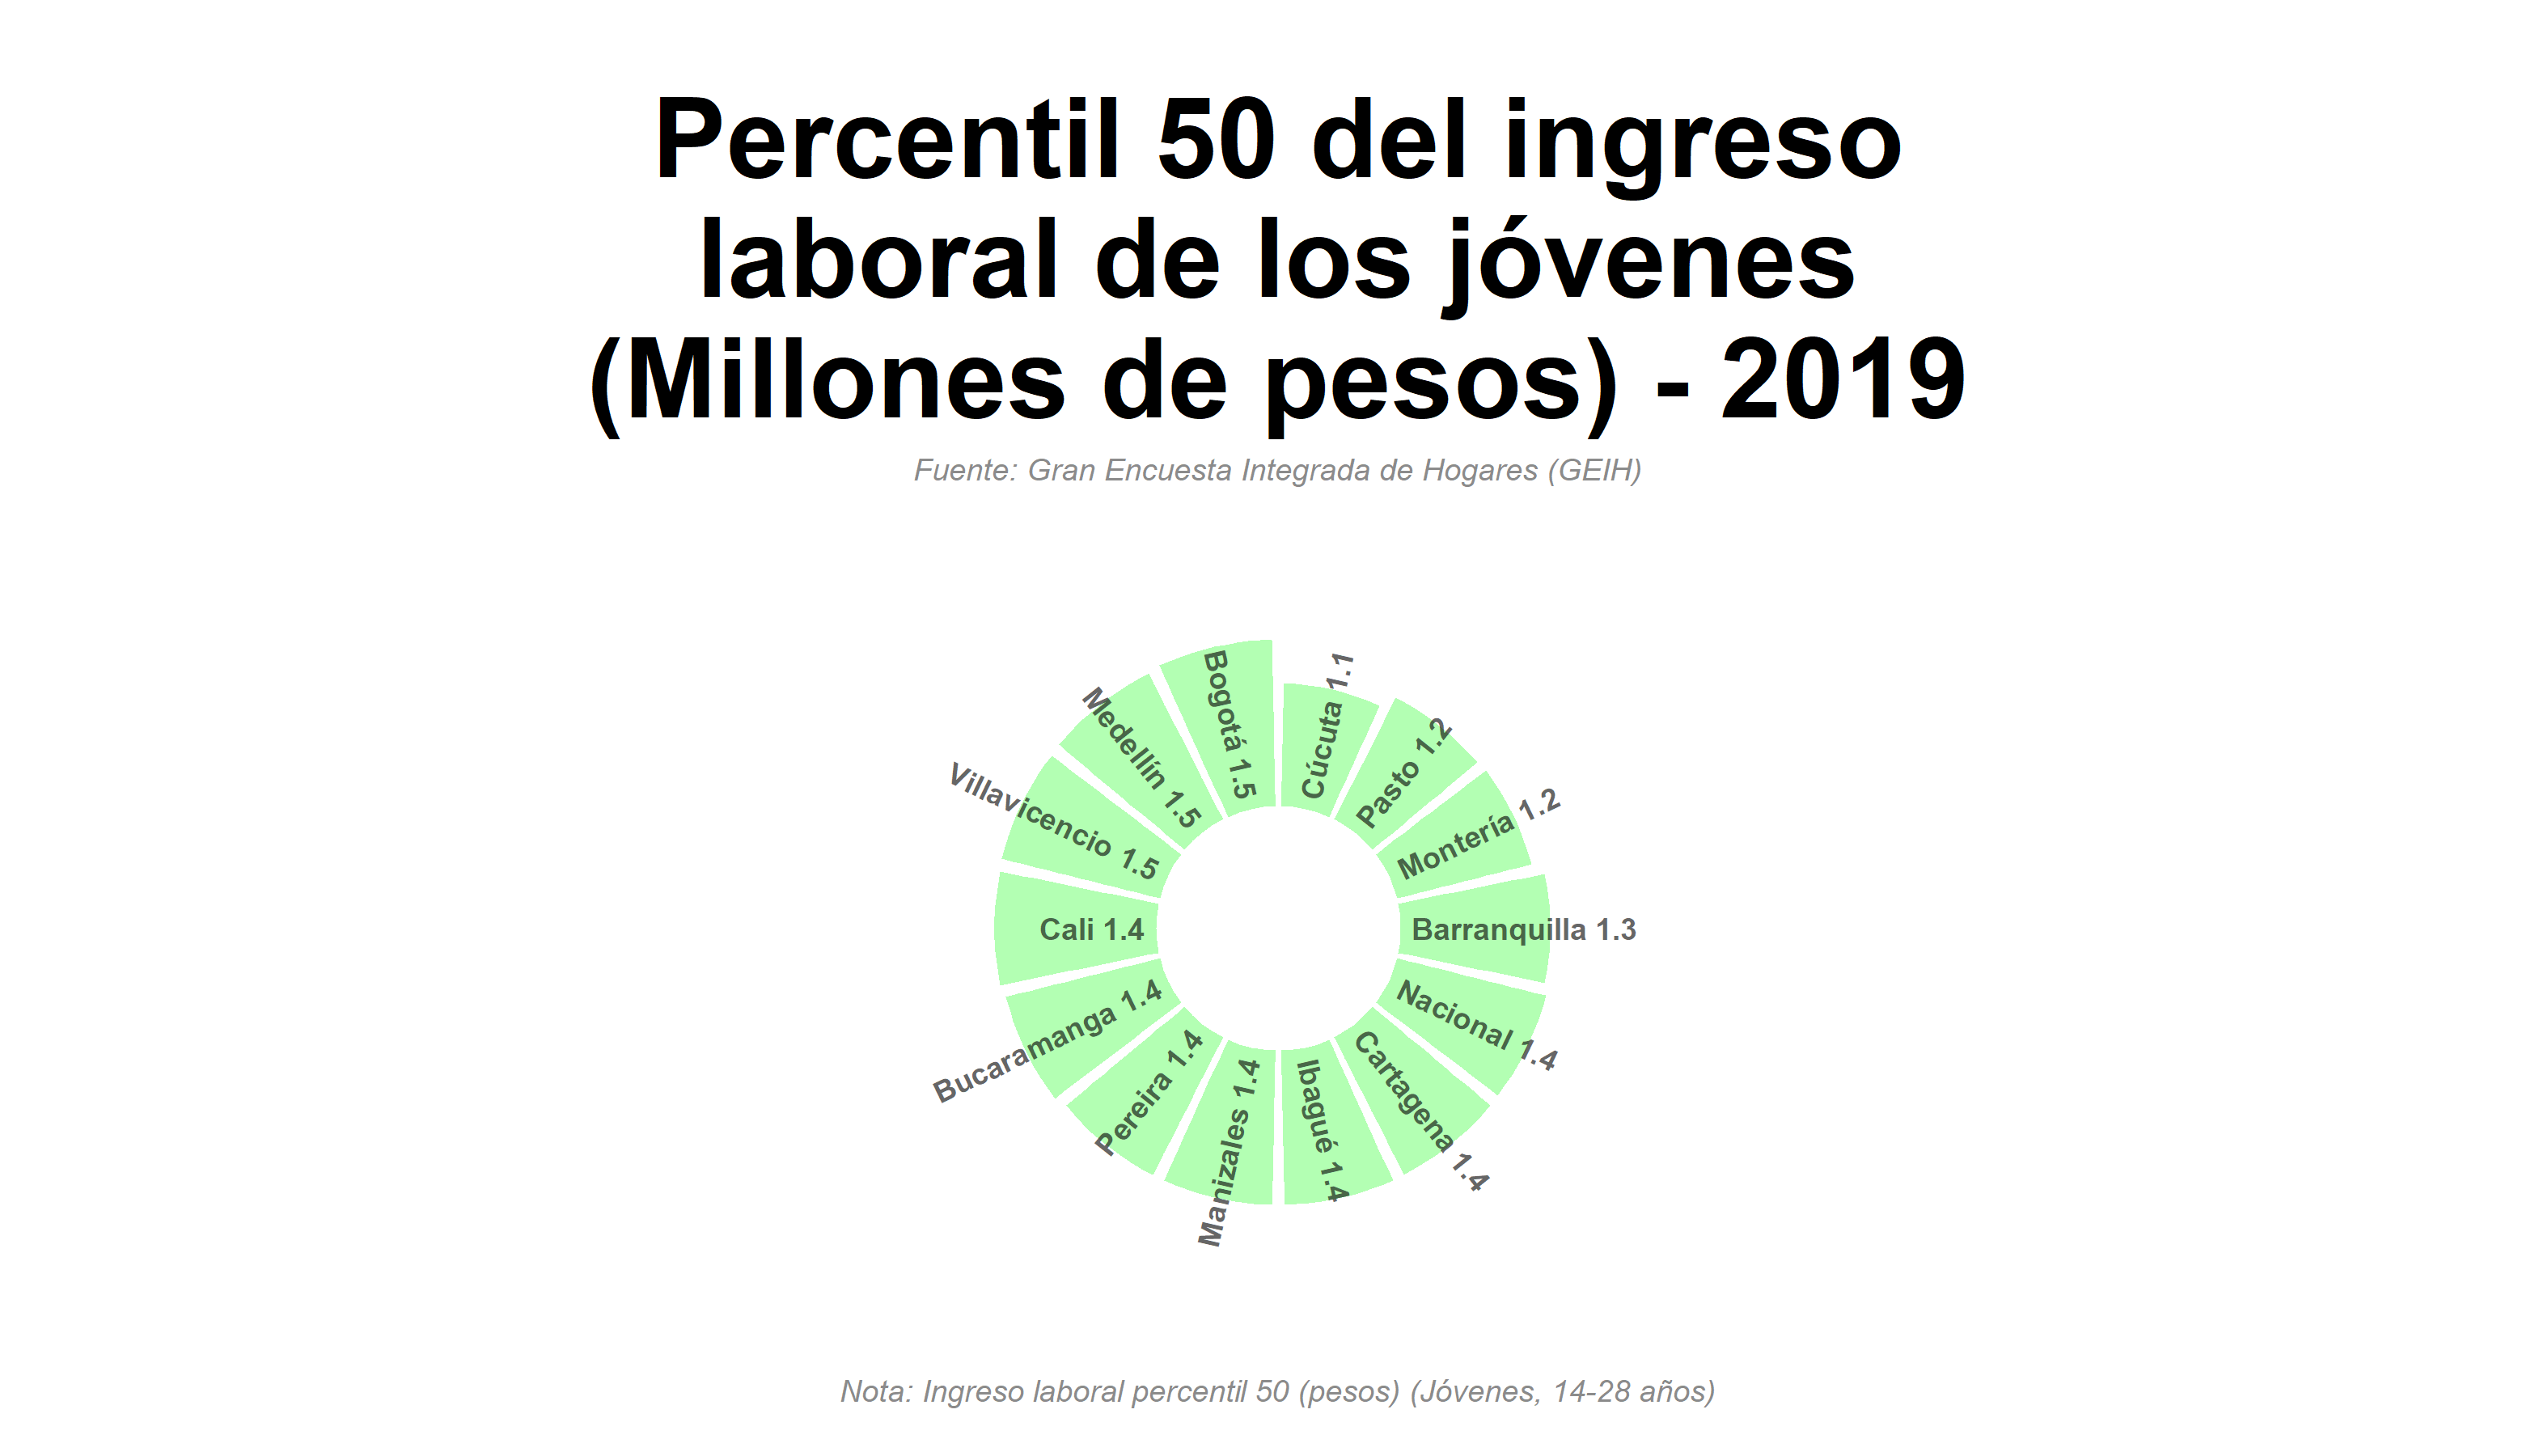 Percentil 50 del ingreso
laboral de los jóvenes
(Millones de pesos) - 2019
Fuente: Gran Encuesta Integrada de Hogares (GEIH)
Cúcuta 1.1
Pasto 1.2
Montería 1.2
Barranquilla 1.3
Nacional 1.4
Cartagena 1.4
Ibagué 1.4
Manizales 1.4
Pereira 1.4
Bucaramanga 1.4
Cali 1.4
Villavicencio 1.5
Medellín 1.5
Bogotá 1.5
Nota: Ingreso laboral percentil 50 (pesos) (Jóvenes, 14-28 años)